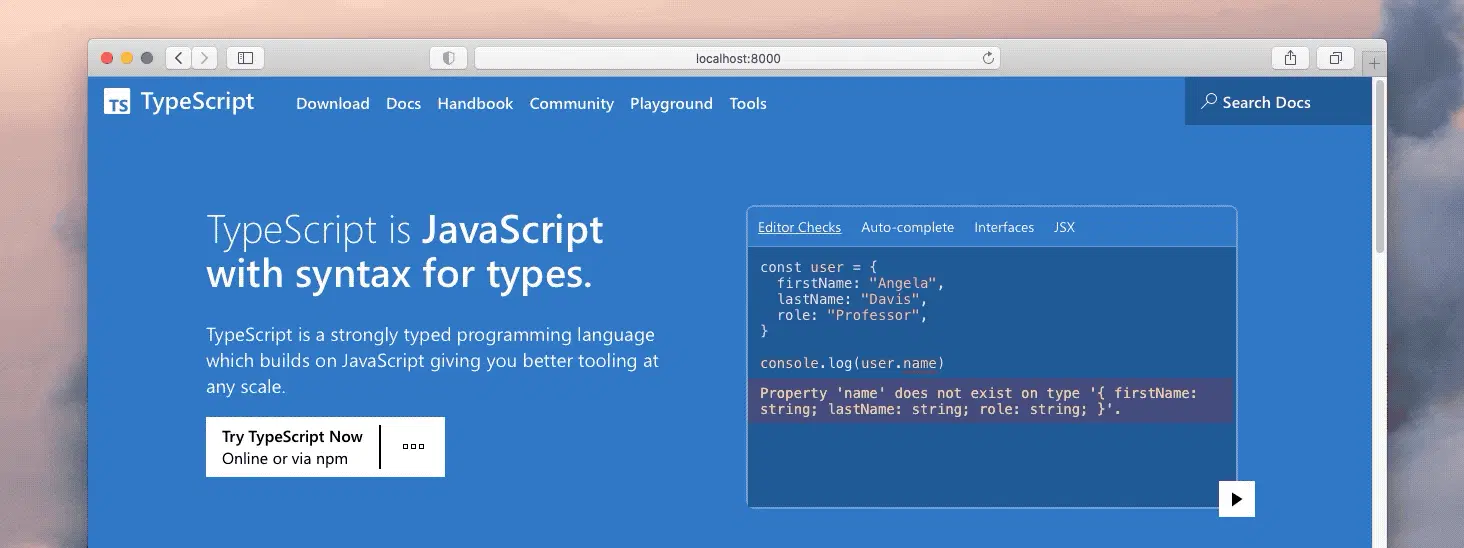 localhost:8000
TS TypeScript Download Docs Handbook Community Playground Tools Search Docs
TypeScript is JavaScript
with syntax for types.
TypeScript is a strongly typed programming language
which builds on JavaScript giving you better tooling at
any scale.
Try TypeScript Now
Online or via npm
Editor Checks Auto-complete Interfaces JSX
const user = {
  firstName: "Angela",
  lastName: "Davis",
  role: "Professor",
}
console.log(user.name)
Property 'name' does not exist on type '{ firstName:
string; lastName: string; role: string; }'.